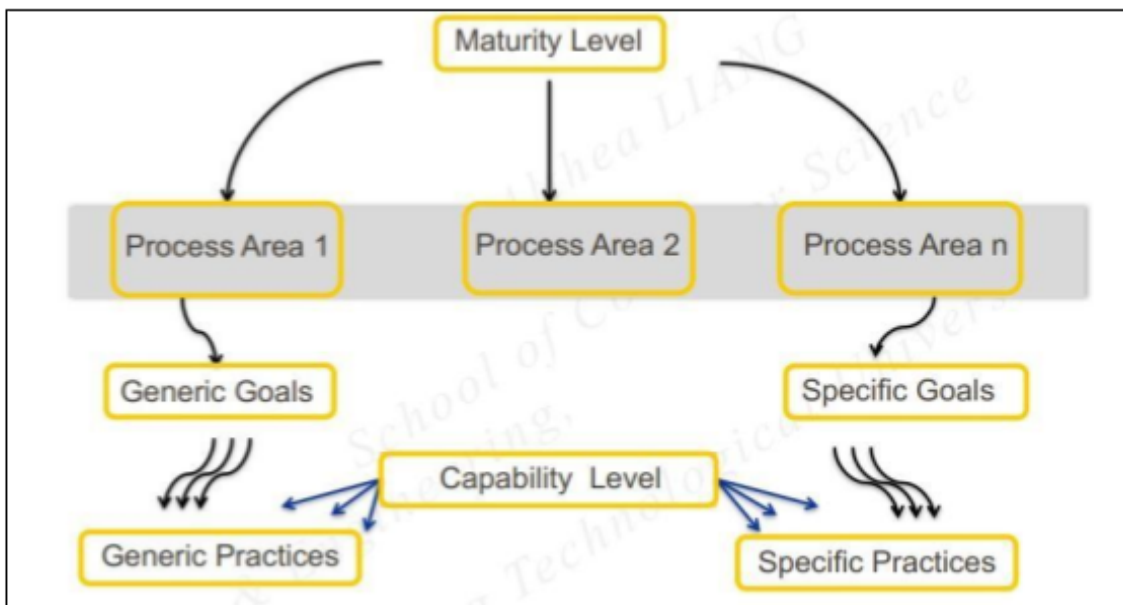 Maturity Level
Process Area 1
Process Area 2
Process Area n
Generic Goals
Specific Goals
Capability Level
Generic Practices
Specific Practices